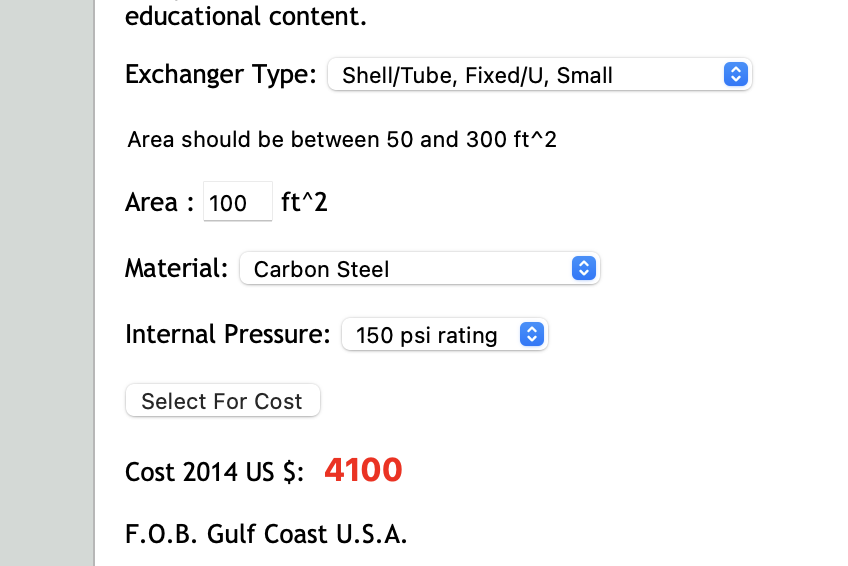 educational content.
Exchanger Type: Shell/Tube, Fixed/U, Small
Area should be between 50 and 300 ft^2
Area : 100 ft^2
Material: Carbon Steel
Internal Pressure: 150 psi rating
Select For Cost
Cost 2014 US $: 4100
F.O.B. Gulf Coast U.S.A.